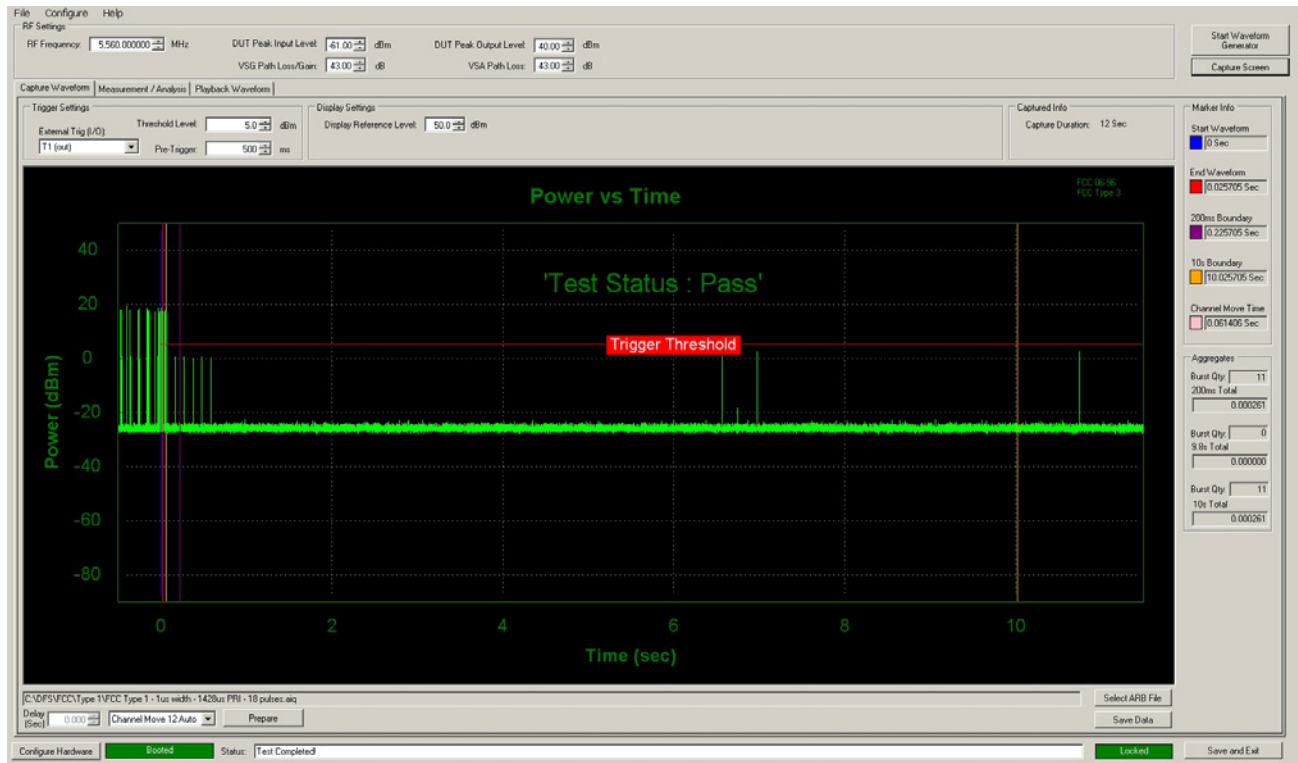 File Configure Help
RF Settings
RF Frequency: 5.560.000000 MHz DUT Peak Input Level: -61.00 dBm DUT Peak Output Level: 40.00 dBm
VSG Path Loss/Gain: 43.00 dB VSA Path Loss: 43.00 dB
Start Waveform Generator
Capture Screen
Capture Waveform Measurement / Analysis Playback Waveform
Trigger Settings
External Trig (I/O): Threshold Level: 5.0 dBm
T1 (out) Pre-Trigger: 500 ms
Display Settings
Display Reference Level: 50.0 dBm
Captured Info
Capture Duration: 12 Sec
Marker Info
Start Waveform
0 Sec
End Waveform
0.025705 Sec
200ms Boundary
0.225705 Sec
10s Boundary
10.025705 Sec
Channel Move Time
0.061406 Sec
Aggregates
Burst Qty: 11
200ms Total
0.000261
Burst Qty: 0
9.8s Total
0.000000
Burst Qty: 11
10s Total
0.000261
Power vs Time
FCC 06-96
FCC Type 3
'Test Status : Pass'
Trigger Threshold
Power (dBm)
40
20
0
-20
-40
-60
-80
0 2 4 6 8 10
Time (sec)
C:\DFS\FCC\Type 1\FCC Type 1 - 1us width - 1428us PRI - 18 pulses.aiq
Select ARB File
Delay (Sec) 0.000 Channel Move 12 Auto Prepare
Save Data
Configure Hardware Booted Status: Test Completed! Locked Save and Exit